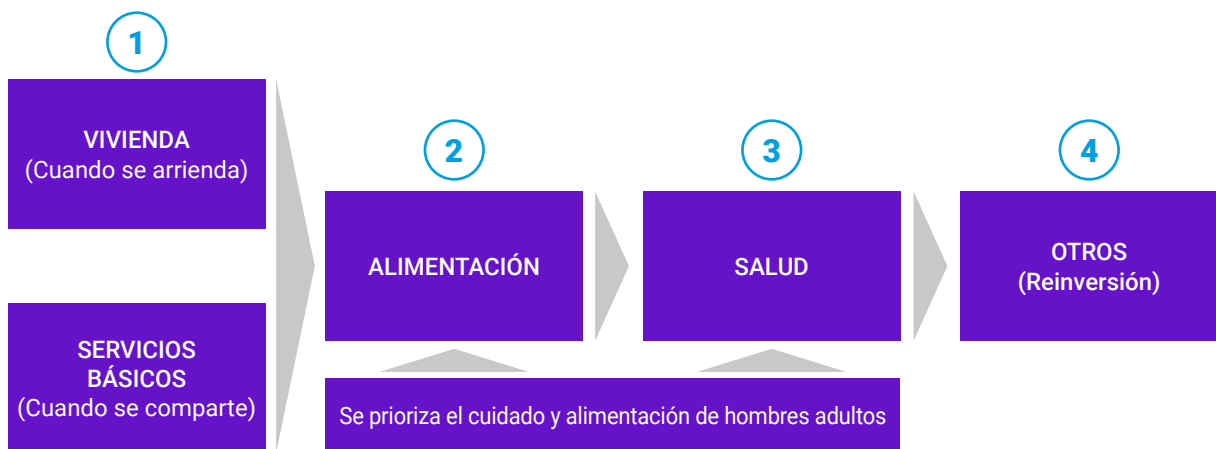 1
VIVIENDA
(Cuando se arrienda)
SERVICIOS
BÁSICOS
(Cuando se comparte)
2
ALIMENTACIÓN
3
SALUD
4
OTROS
(Reinversión)
Se prioriza el cuidado y alimentación de hombres adultos